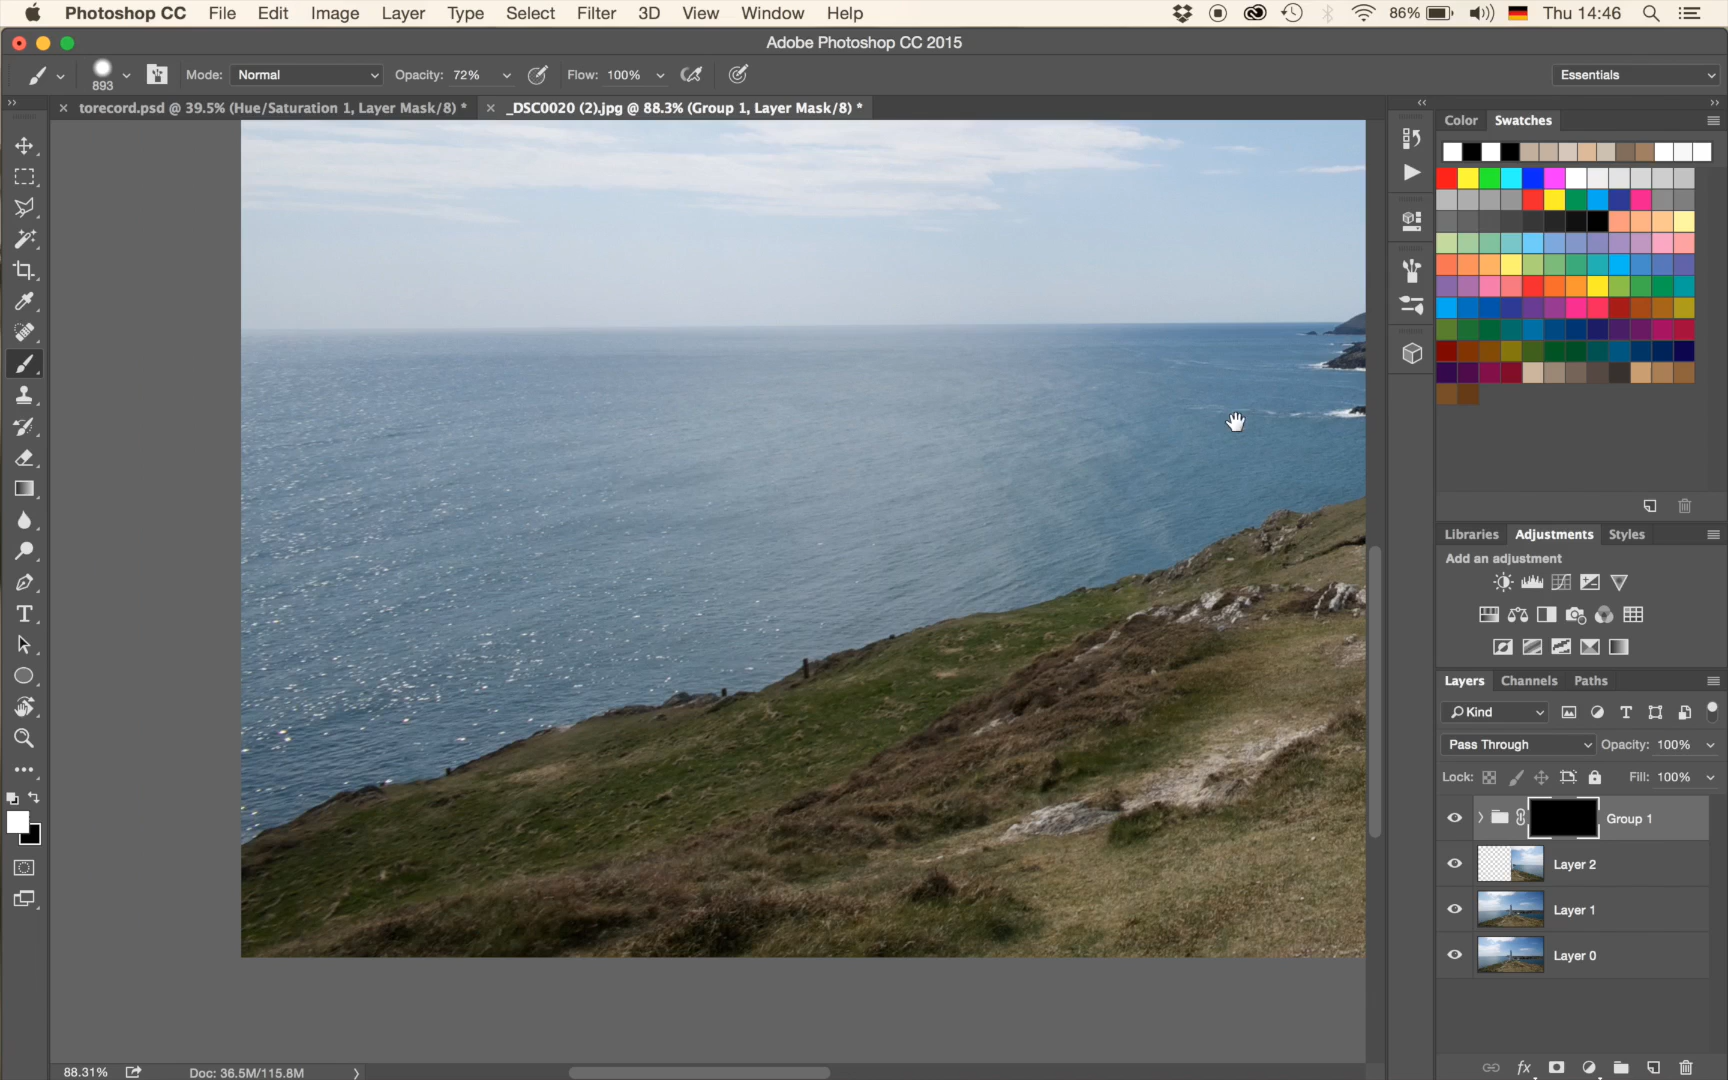 Photoshop CC File Edit Image Layer Type Select Filter 3D View Window Help 86% Thu 14:46
Adobe Photoshop CC 2015
893 Mode: Normal Opacity: 72% Flow: 100% Essentials
torecord.psd @ 39.5% (Hue/Saturation 1, Layer Mask/8) * _DSC0020 (2).jpg @ 88.3% (Group 1, Layer Mask/8) *
Color Swatches
Libraries Adjustments Styles
Add an adjustment
Layers Channels Paths
Kind
Pass Through Opacity: 100%
Lock: Fill: 100%
Group 1
Layer 2
Layer 1
Layer 0
88.31% Doc: 36.5M/115.8M
fx